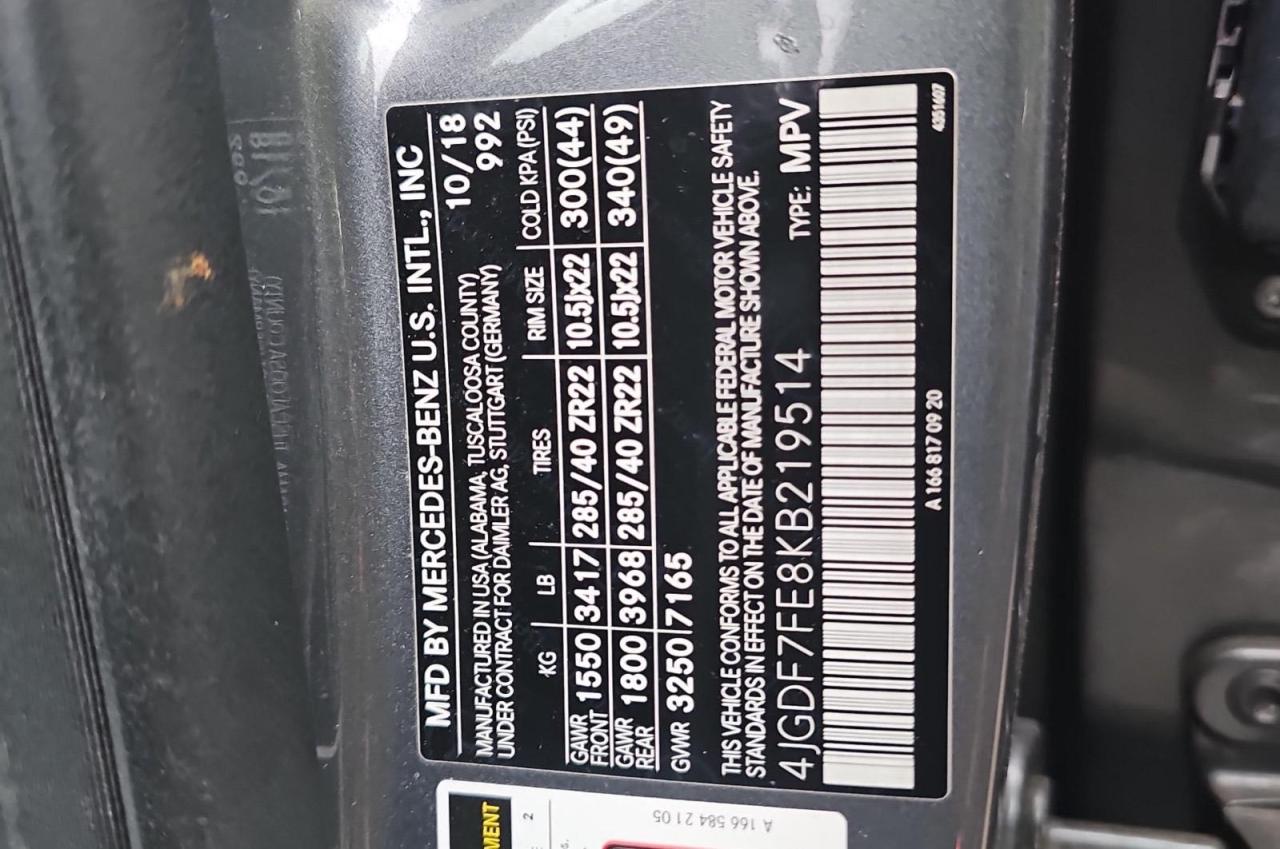 MFD BY MERCEDES-BENZ U.S. INTL., INC
10/18
MANUFACTURED IN USA (ALABAMA, TUSCALOOSA COUNTY) 992
UNDER CONTRACT FOR DAIMLER AG, STUTTGART (GERMANY)
KG LB TIRES RIM SIZE COLD KPA (PSI)
GAWR FRONT 1550 3417 285/40 ZR22 10.5Jx22 300(44)
GAWR REAR 1800 3968 285/40 ZR22 10.5Jx22 340(49)
GVWR 3250 7165
THIS VEHICLE CONFORMS TO ALL APPLICABLE FEDERAL MOTOR VEHICLE SAFETY
STANDARDS IN EFFECT ON THE DATE OF MANUFACTURE SHOWN ABOVE.
4JGDF7FE8KB219514 TYPE: MPV
A 166 817 09 20
4351607
MENT
2
A 166 584 21 05